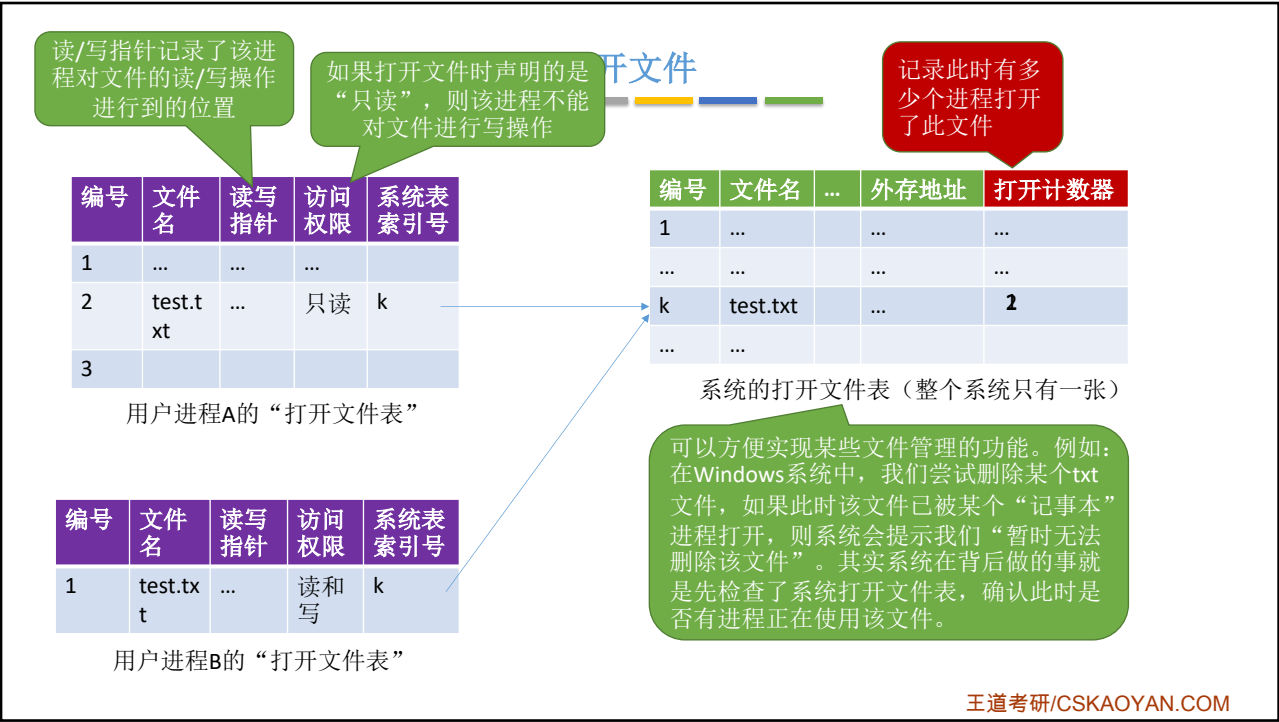 读/写指针记录了该进
程对文件的读/写操作
进行到的位置
如果打开文件时声明的是
“只读”，则该进程不能
对文件进行写操作
开文件
记录此时有多
少个进程打开
了此文件
编号 文件名 读写指针 访问权限 系统表索引号
1 … … …
2 test.txt … 只读 k
3
用户进程A的“打开文件表”
编号 文件名 … 外存地址 打开计数器
1 … … …
… … … …
k test.txt …
… …
系统的打开文件表（整个系统只有一张）
可以方便实现某些文件管理的功能。例如：
在Windows系统中，我们尝试删除某个txt
文件，如果此时该文件已被某个“记事本”
进程打开，则系统会提示我们“暂时无法
删除该文件”。其实系统在背后做的事就
是先检查了系统打开文件表，确认此时是
否有进程正在使用该文件。
编号 文件名 读写指针 访问权限 系统表索引号
1 test.txt … 读和写 k
用户进程B的“打开文件表”
王道考研/CSKAOYAN.COM